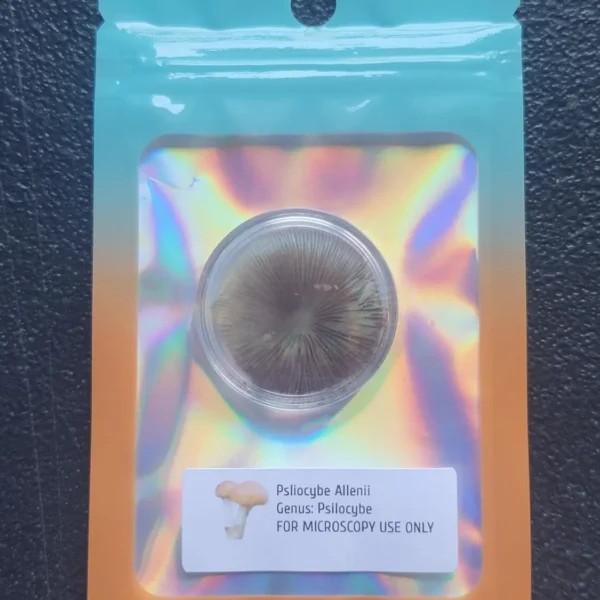 Psliocybe Allenii
Genus: Psilocybe
FOR MICROSCOPY USE ONLY